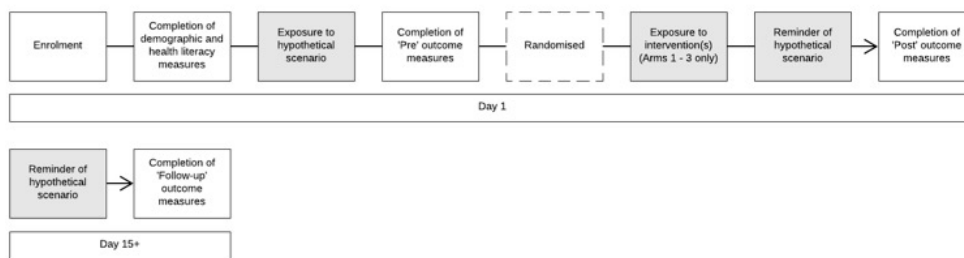 Enrolment
Completion of
demographic and
health literacy
measures
Exposure to
hypothetical
scenario
Completion of
'Pre' outcome
measures
Randomised
Exposure to
intervention(s)
(Arms 1 - 3 only)
Reminder of
hypothetical
scenario
Completion of
'Post' outcome
measures
Day 1
Reminder of
hypothetical
scenario
Completion of
'Follow-up'
outcome
measures
Day 15+